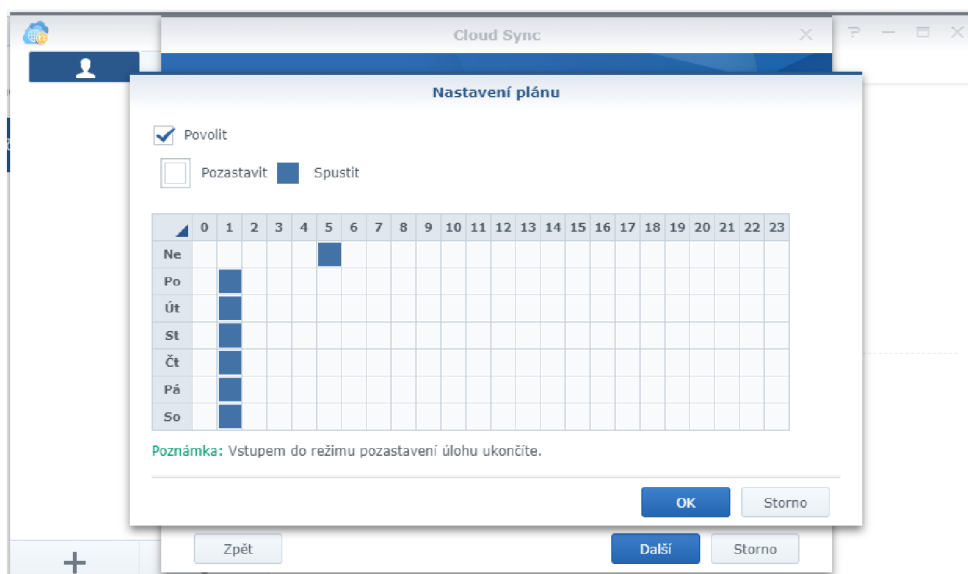 Cloud Sync
Nastavení plánu
Povolit
Pozastavit Spustit
0 1 2 3 4 5 6 7 8 9 10 11 12 13 14 15 16 17 18 19 20 21 22 23
Ne
Po
Út
St
Čt
Pá
So
Poznámka: Vstupem do režimu pozastavení úlohu ukončíte.
OK Storno
Zpět Další Storno